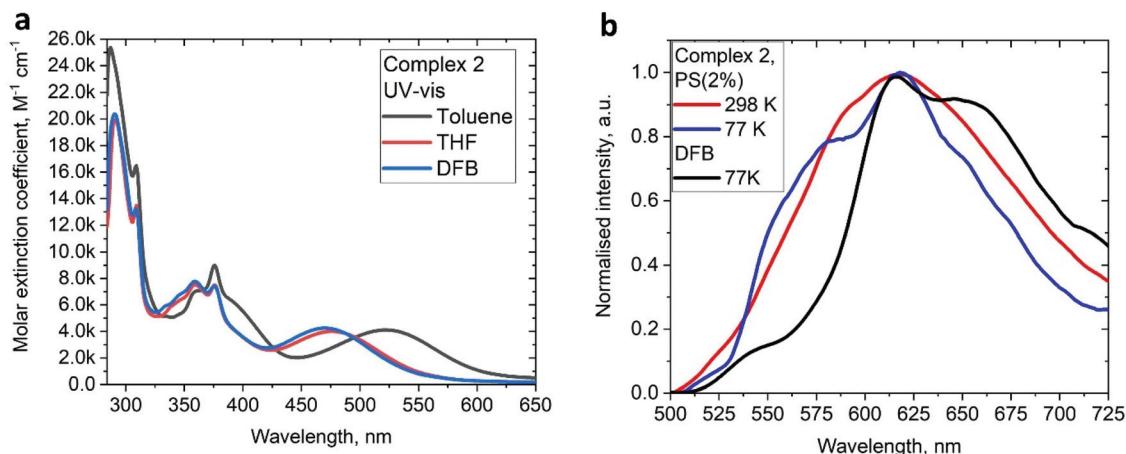 a
Molar extinction coefficient, M⁻¹ cm⁻¹
26.0k
24.0k
22.0k
20.0k
18.0k
16.0k
14.0k
12.0k
10.0k
8.0k
6.0k
4.0k
2.0k
0.0
Complex 2
UV-vis
Toluene
THF
DFB
300 350 400 450 500 550 600 650
Wavelength, nm
b
Normalised intensity, a.u.
1.0
0.8
0.6
0.4
0.2
0.0
Complex 2,
PS(2%)
298 K
77 K
DFB
77K
500 525 550 575 600 625 650 675 700 725
Wavelength, nm